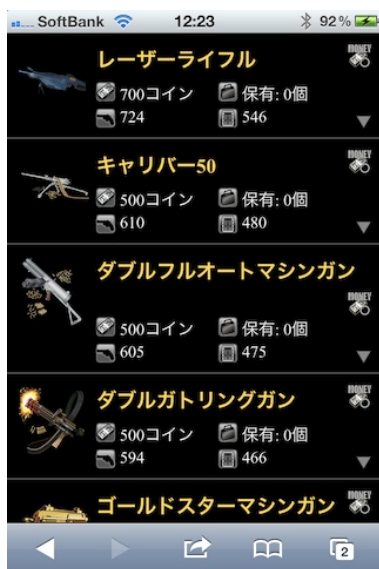 SoftBank 12:23 92%
レーザーライフル
MONEY
700コイン 保有: 0個
724 546
キャリバー50
MONEY
500コイン 保有: 0個
610 480
ダブルフルオートマシンガン
MONEY
500コイン 保有: 0個
605 475
ダブルガトリングガン
MONEY
500コイン 保有: 0個
594 466
ゴールドスターマシンガン
MONEY
2